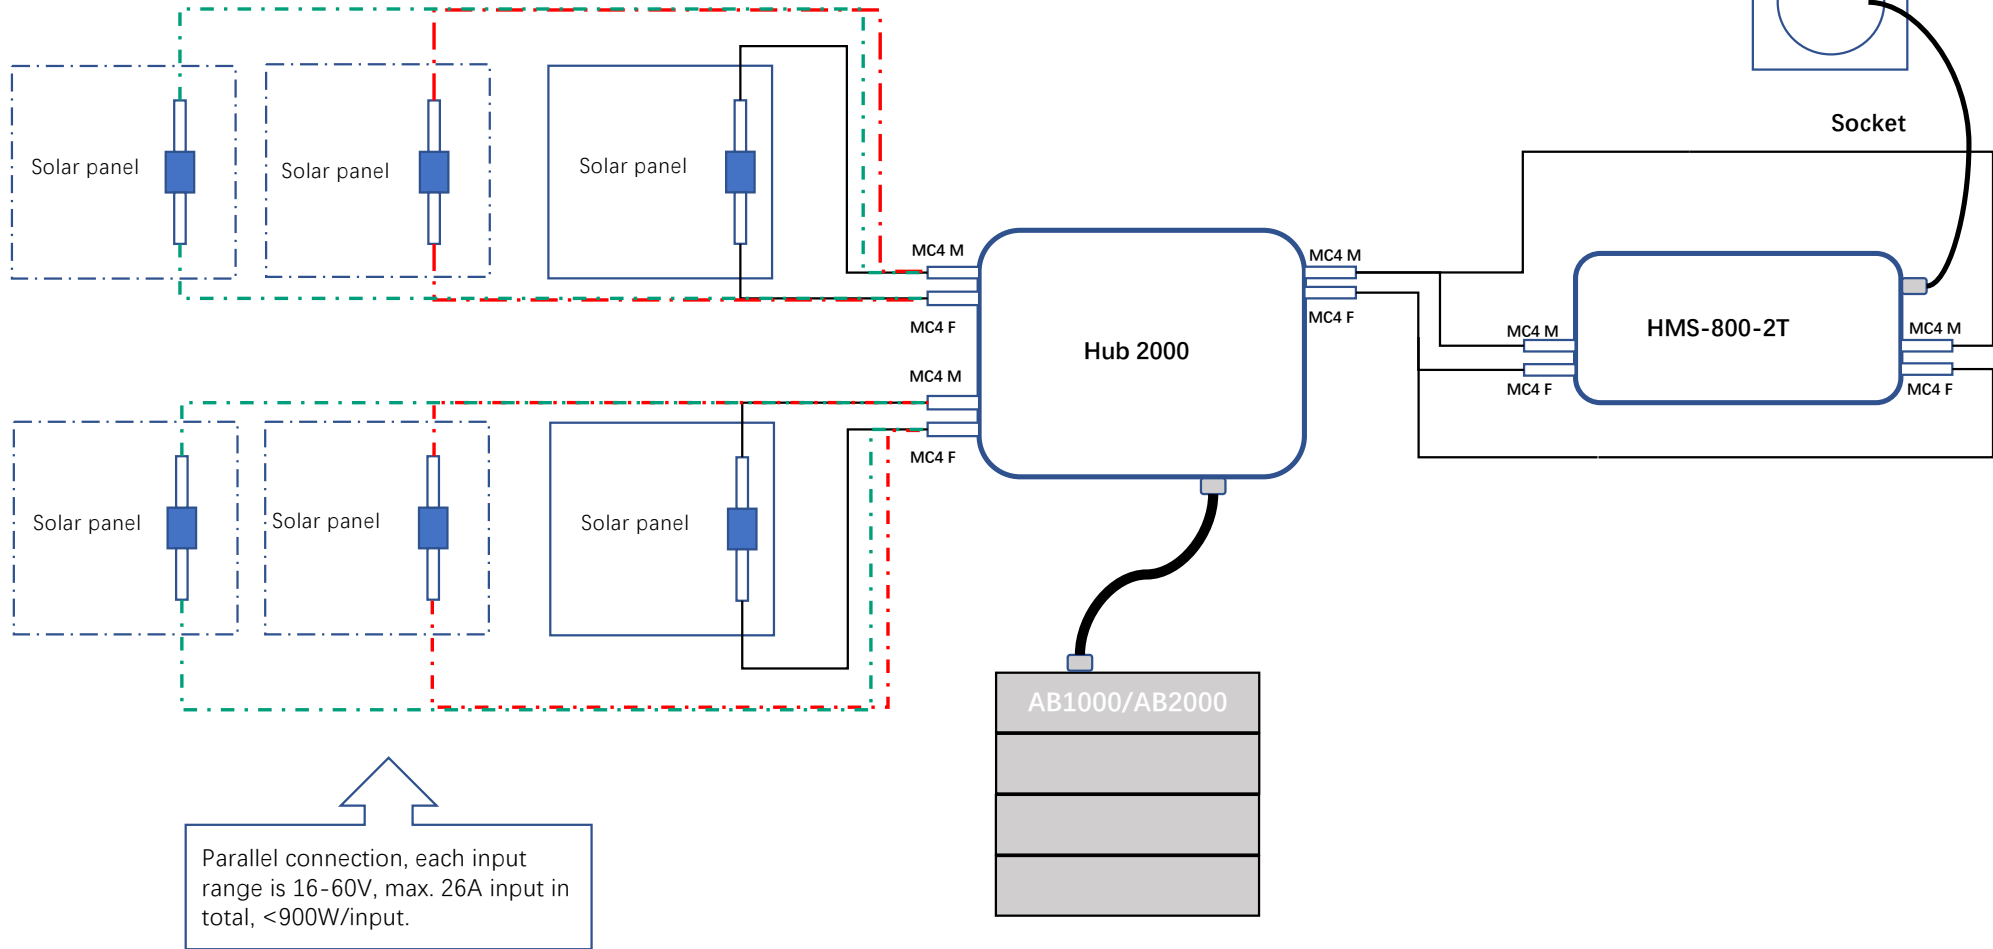 Socket
Solar panel
Solar panel
Solar panel
MC4 M
MC4 F
MC4 M
MC4 F
Hub 2000
MC4 M
MC4 F
MC4 M
MC4 F
HMS-800-2T
MC4 M
MC4 F
Solar panel
Solar panel
Solar panel
AB1000/AB2000
Parallel connection, each input
range is 16-60V, max. 26A input in
total, <900W/input.